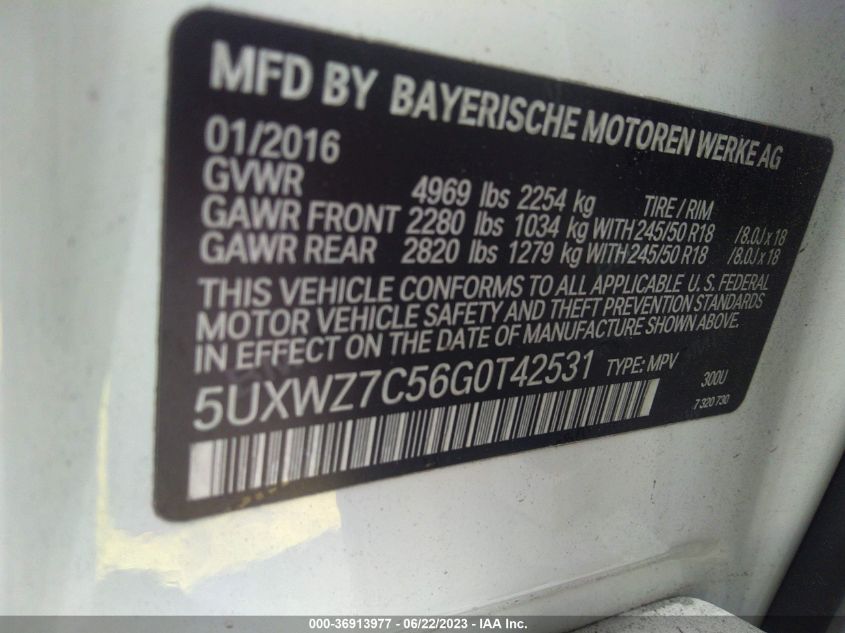 MFD BY BAYERISCHE MOTOREN WERKE AG
01/2016
GVWR 4969 lbs 2254 kg TIRE / RIM
GAWR FRONT 2280 lbs 1034 kg WITH 245/50 R18 /8.0J x 18
GAWR REAR 2820 lbs 1279 kg WITH 245/50 R18 /8.0J x 18
THIS VEHICLE CONFORMS TO ALL APPLICABLE U.S. FEDERAL
MOTOR VEHICLE SAFETY AND THEFT PREVENTION STANDARDS
IN EFFECT ON THE DATE OF MANUFACTURE SHOWN ABOVE.
5UXWZ7C56G0T42531 TYPE: MPV 300U
7 320 730
000-36913977 - 06/22/2023 - IAA Inc.